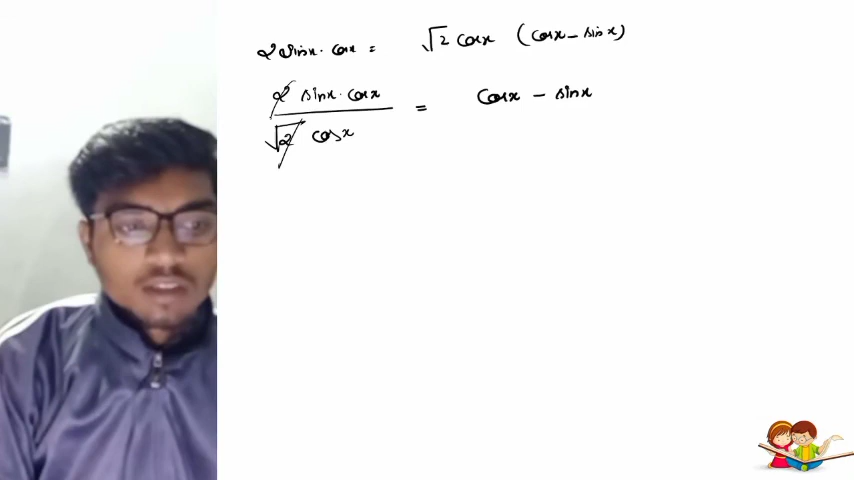 2 sinx · cosx = √2 cosx (cosx − sinx)
2 sinx · cosx / √2 cosx = cosx − sinx